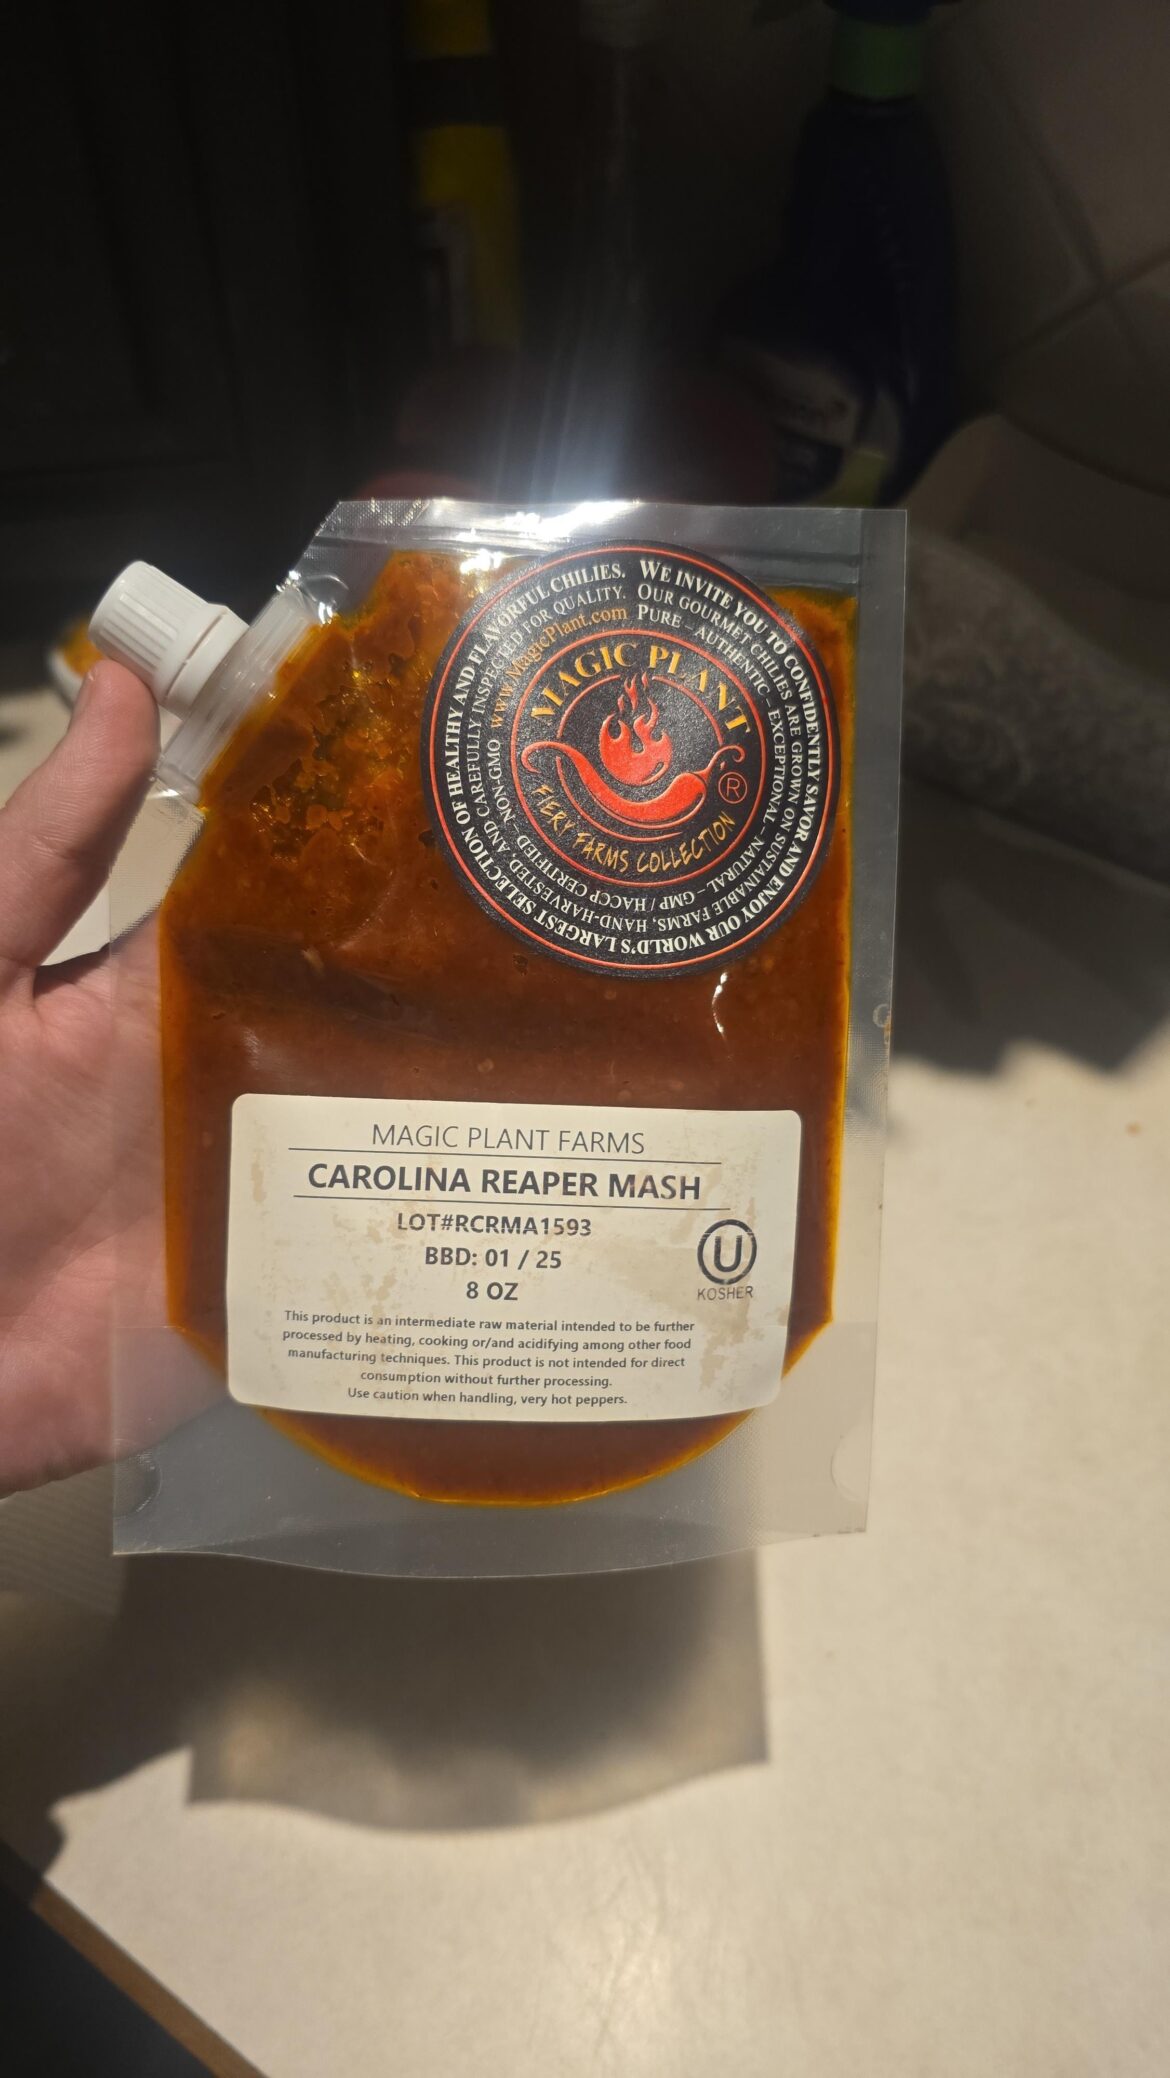 WE INVITE YOU TO CONFIDENTLY SAVOR AND ENJOY OUR WORLD'S LARGEST SELECTION OF HEALTHY AND FLAVORFUL CHILIES.
OUR GOURMET CHILIES ARE GROWN ON SUSTAINABLE FARMS, HAND-HARVESTED, AND CAREFULLY INSPECTED FOR QUALITY.
PURE – AUTHENTIC – EXCEPTIONAL – NATURAL – GMP / HACCP CERTIFIED – NON-GMO www.MagicPlant.com
MAGIC PLANT
®
FIERY FARMS COLLECTION
MAGIC PLANT FARMS
CAROLINA REAPER MASH
LOT#RCRMA1593
BBD: 01 / 25
8 OZ
U
KOSHER
This product is an intermediate raw material intended to be further
processed by heating, cooking or/and acidifying among other food
manufacturing techniques. This product is not intended for direct
consumption without further processing.
Use caution when handling, very hot peppers.